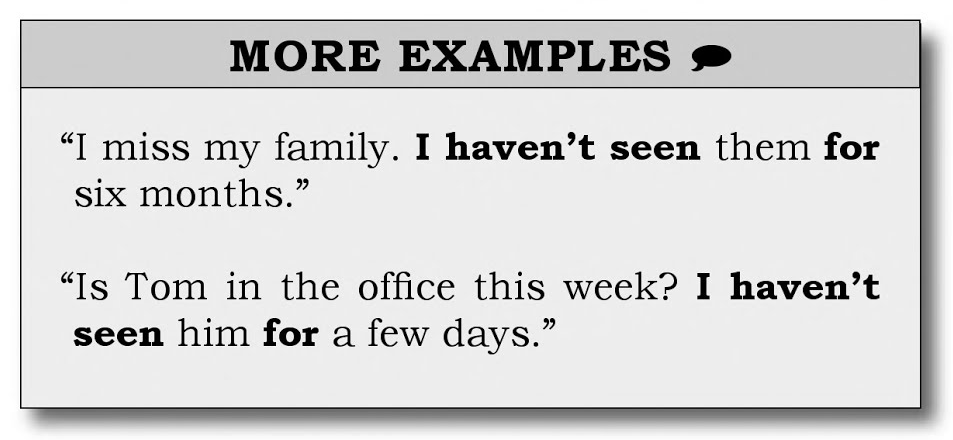 MORE EXAMPLES
“I miss my family. I haven’t seen them for
six months.”
“Is Tom in the office this week? I haven’t
seen him for a few days.”